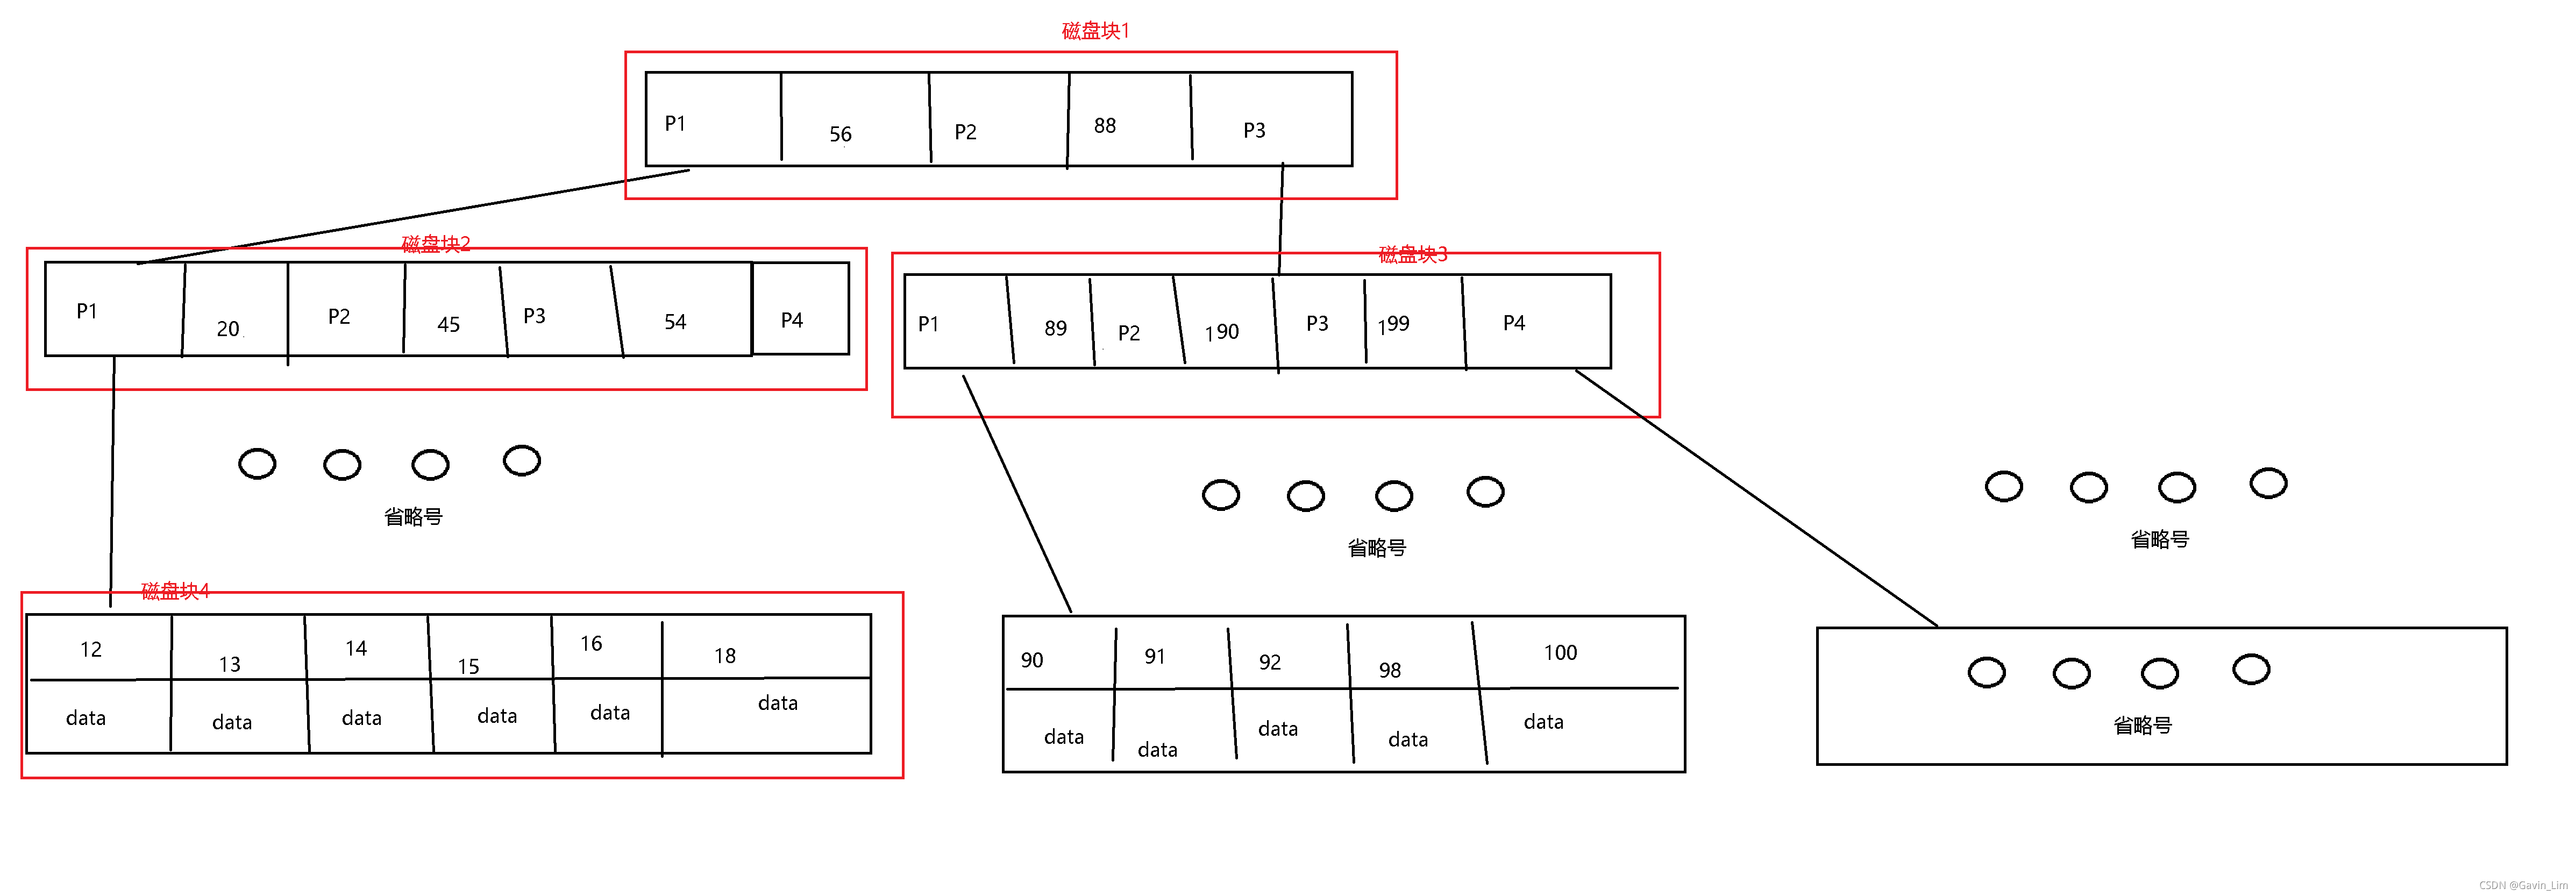 磁盘块1
P1 56 P2 88 P3
磁盘块2
P1 20 P2 45 P3 54 P4
磁盘块3
P1 89 P2 190 P3 199 P4
省略号
省略号
省略号
磁盘块4
12 13 14 15 16 18
data data data data data data
90 91 92 98 100
data data data data data
省略号
CSDN @Gavin_Lim